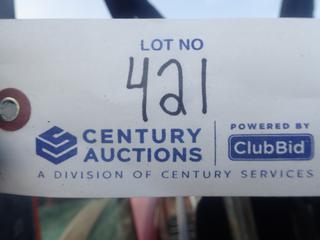 LOT NO
421
CENTURY AUCTIONS
POWERED BY
ClubBid
A DIVISION OF CENTURY SERVICES